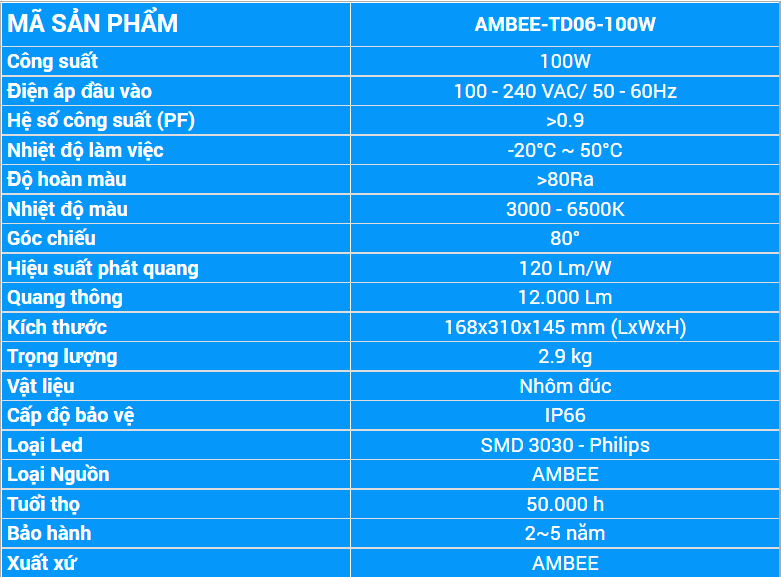 MÃ SẢN PHẨM AMBEE-TD06-100W
Công suất 100W
Điện áp đầu vào 100 - 240 VAC/ 50 - 60Hz
Hệ số công suất (PF) >0.9
Nhiệt độ làm việc -20°C ~ 50°C
Độ hoàn màu >80Ra
Nhiệt độ màu 3000 - 6500K
Góc chiếu 80°
Hiệu suất phát quang 120 Lm/W
Quang thông 12.000 Lm
Kích thước 168x310x145 mm (LxWxH)
Trọng lượng 2.9 kg
Vật liệu Nhôm đúc
Cấp độ bảo vệ IP66
Loại Led SMD 3030 - Philips
Loại Nguồn AMBEE
Tuổi thọ 50.000 h
Bảo hành 2~5 năm
Xuất xứ AMBEE